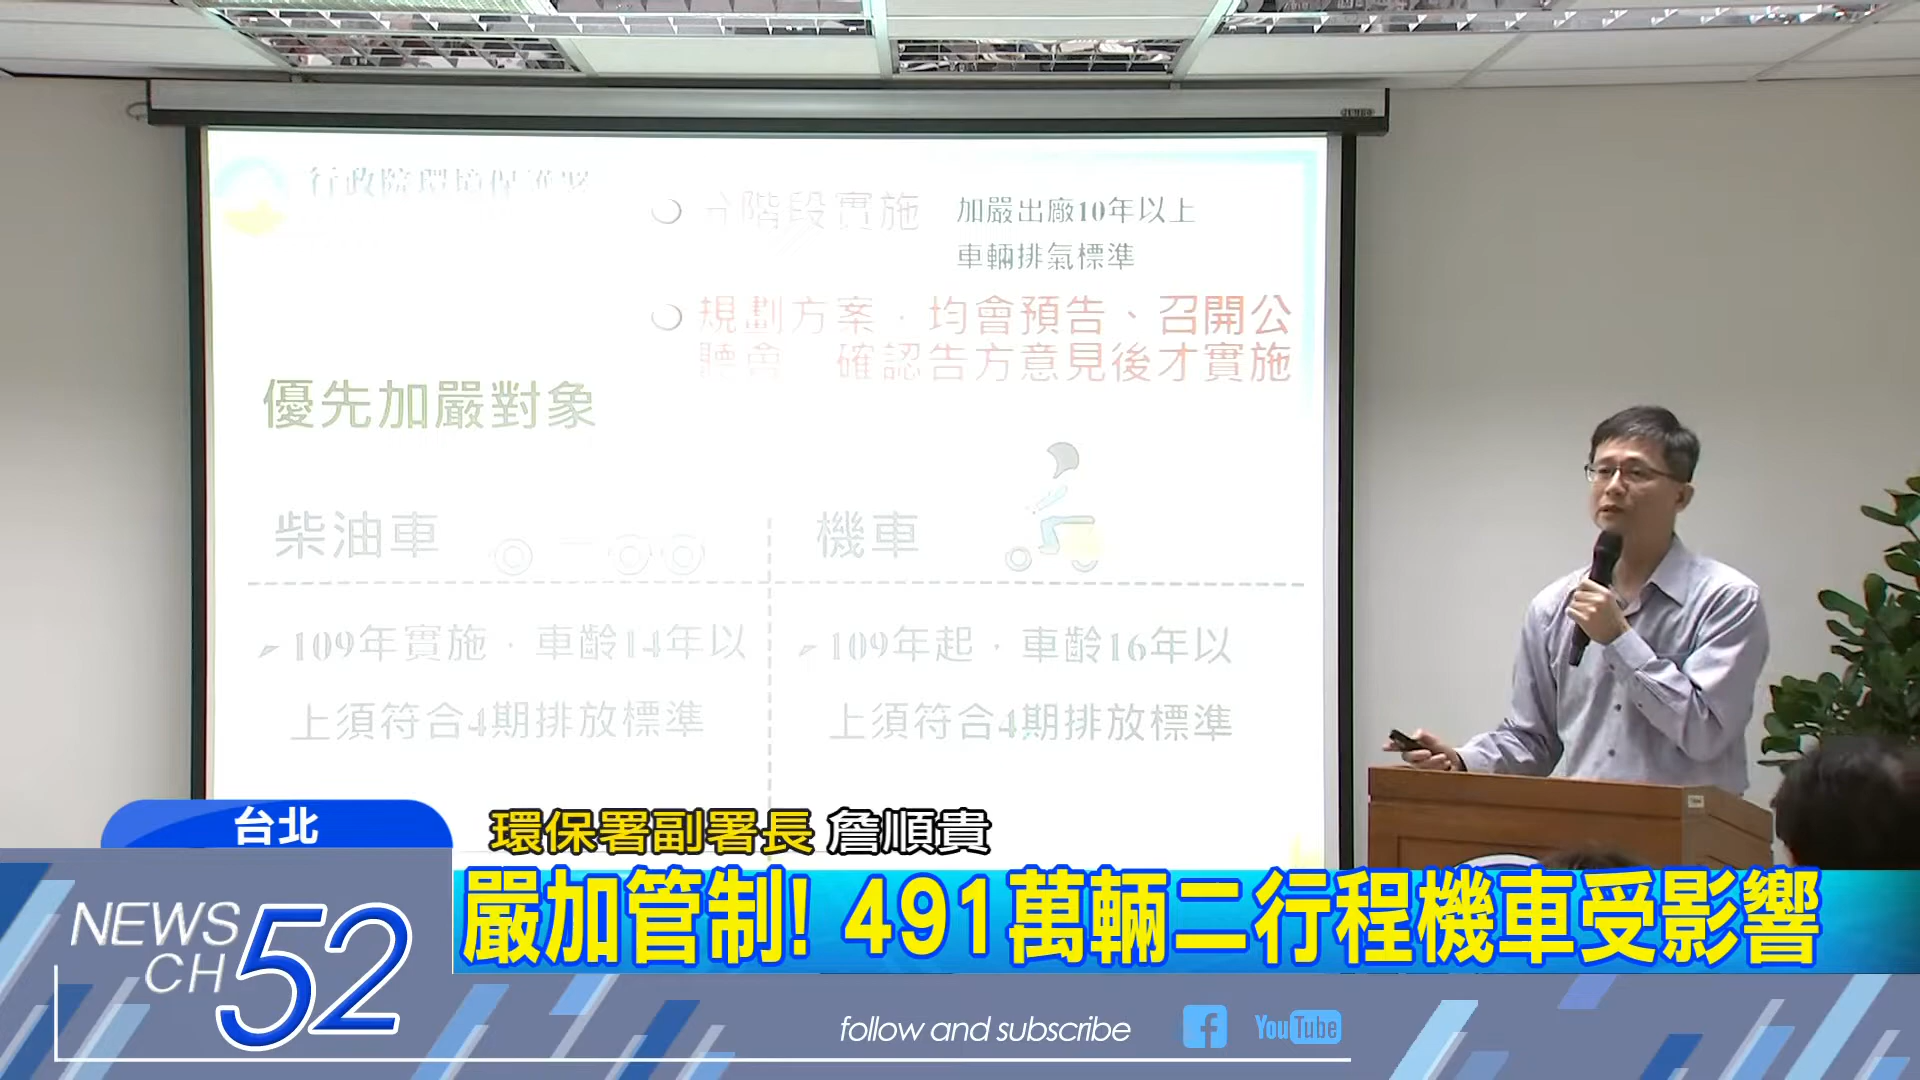 行政院環境保護署
分階段實施
加嚴出廠10年以上
車輛排氣標準
規劃方案，均會預告、召開公
聽會 確認告方意見後才實施
優先加嚴對象
柴油車
機車
109年實施，車齡14年以
上須符合4期排放標準
109年起，車齡16年以
上須符合4期排放標準
台北
環保署副署長 詹順貴
嚴加管制! 491萬輛二行程機車受影響
NEWS
CH
52
follow and subscribe
YouTube